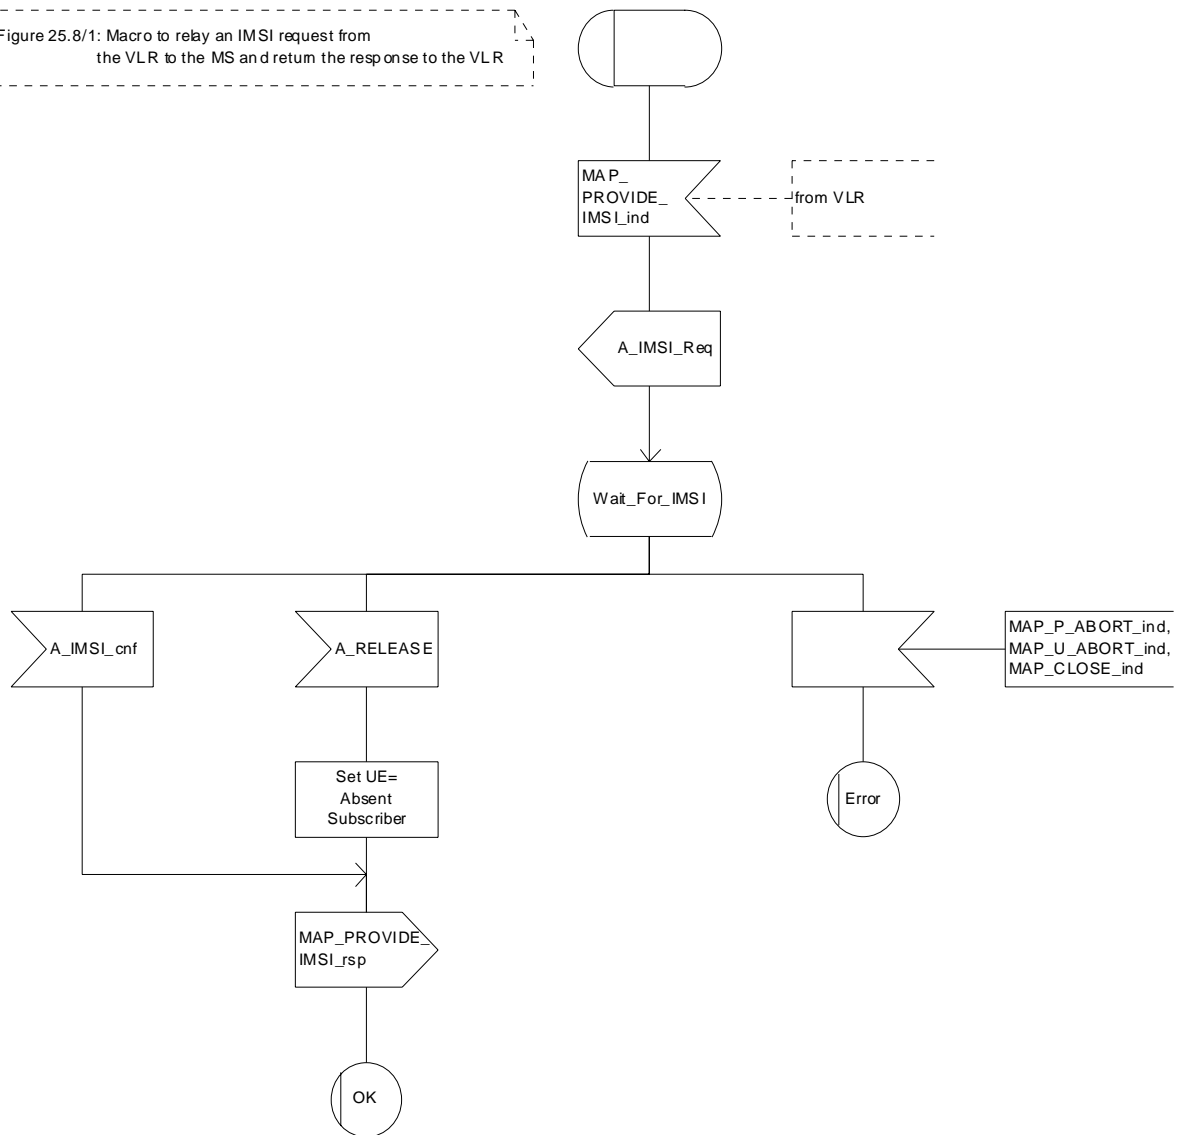 Figure 25.8/1: Macro to relay an IMSI request from
the VLR to the MS and return the response to the VLR
MAP_
PROVIDE_
IMSI_ind
from VLR
A_IMSI_Req
Wait_For_IMSI
A_IMSI_cnf
A_RELEASE
MAP_P_ABORT_ind,
MAP_U_ABORT_ind,
MAP_CLOSE_ind
Set UE=
Absent
Subscriber
Error
MAP_PROVIDE_
IMSI_rsp
OK